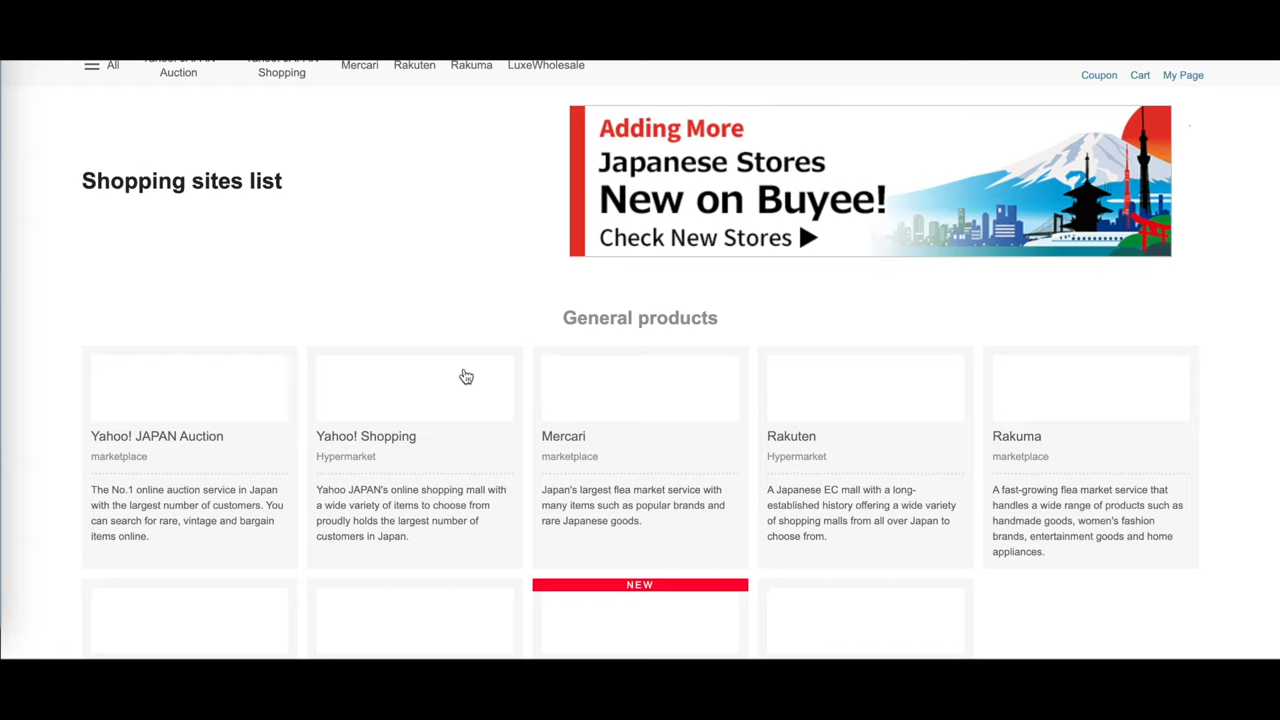 All
Auction
Shopping
Mercari
Rakuten
Rakuma
LuxeWholesale
Coupon
Cart
My Page
Shopping sites list
Adding More
Japanese Stores
New on Buyee!
Check New Stores ▶
General products
Yahoo! JAPAN Auction
marketplace
The No.1 online auction service in Japan
with the largest number of customers. You
can search for rare, vintage and bargain
items online.
Yahoo! Shopping
Hypermarket
Yahoo JAPAN's online shopping mall with
a wide variety of items to choose from
proudly holds the largest number of
customers in Japan.
Mercari
marketplace
Japan's largest flea market service with
many items such as popular brands and
rare Japanese goods.
Rakuten
Hypermarket
A Japanese EC mall with a long-
established history offering a wide variety
of shopping malls from all over Japan to
choose from.
Rakuma
marketplace
A fast-growing flea market service that
handles a wide range of products such as
handmade goods, women's fashion
brands, entertainment goods and home
appliances.
NEW